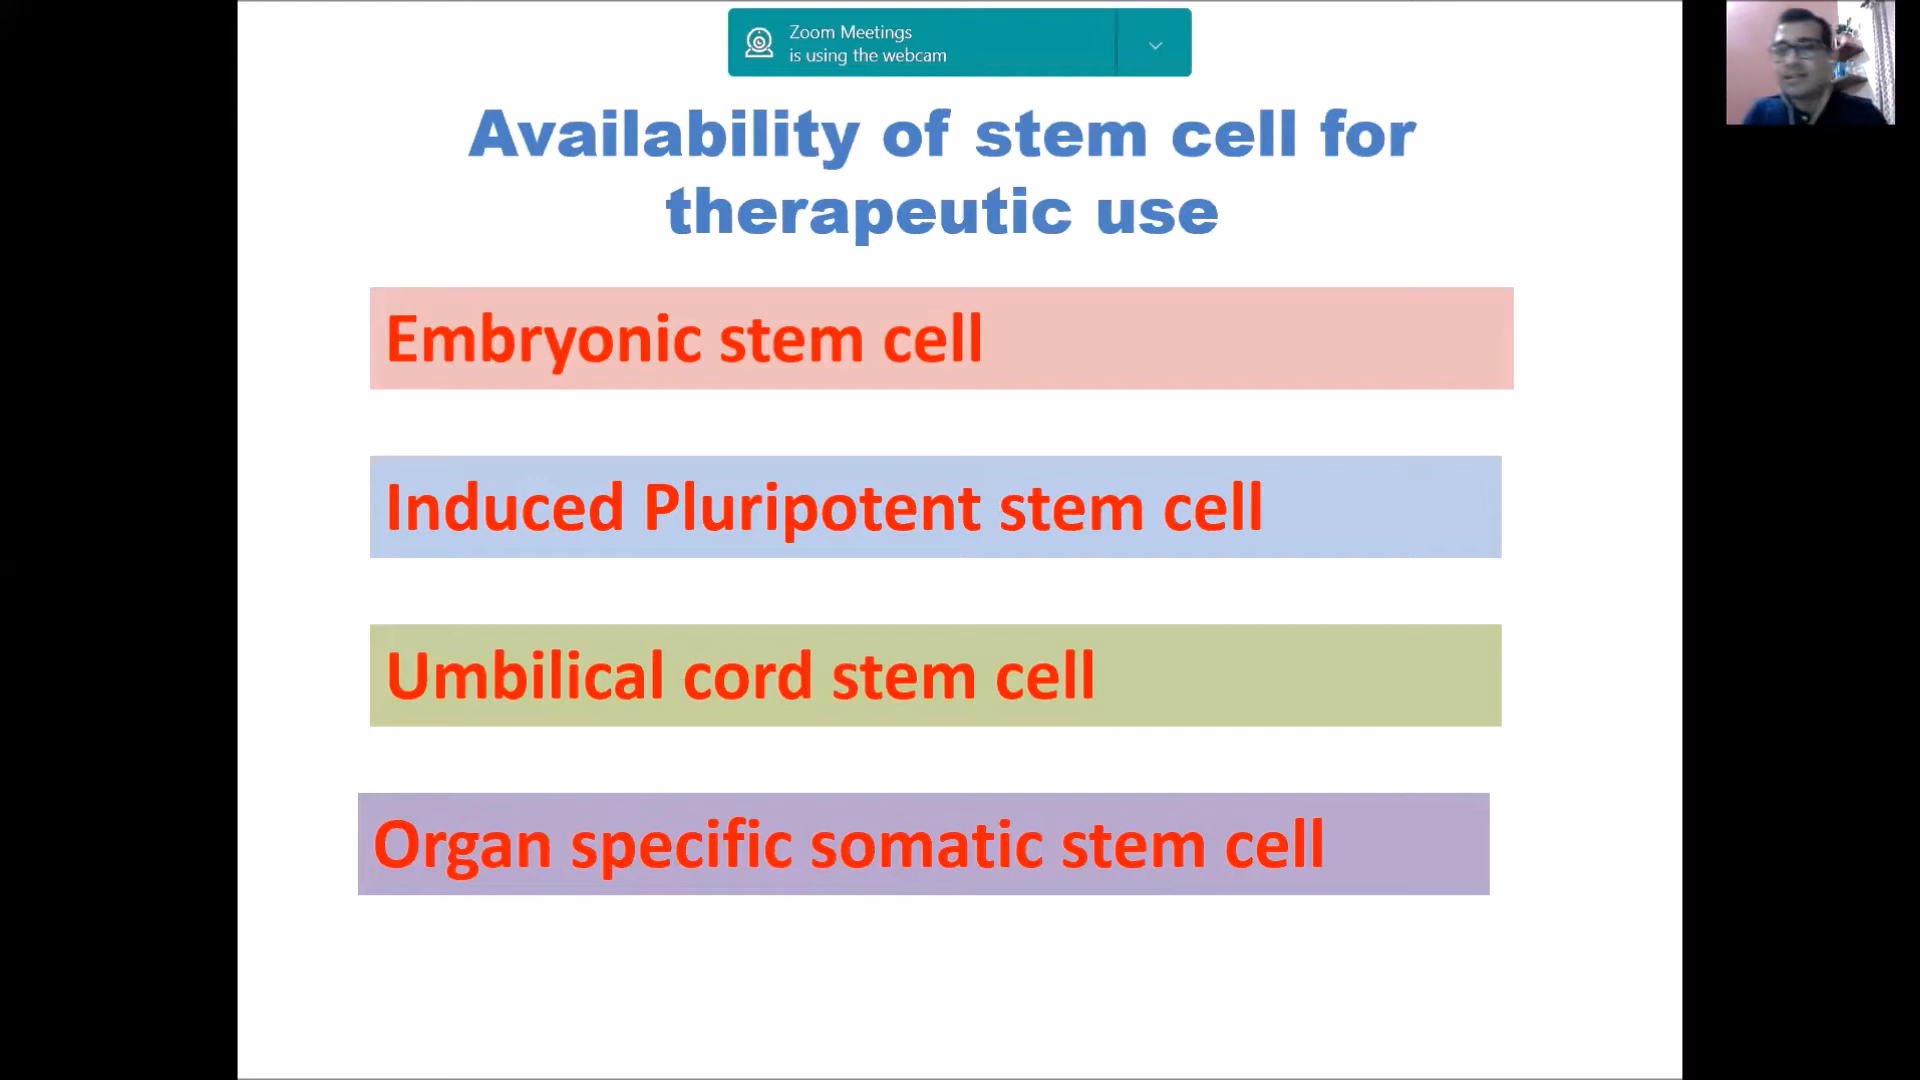 Zoom Meetings
is using the webcam
Availability of stem cell for
therapeutic use
Embryonic stem cell
Induced Pluripotent stem cell
Umbilical cord stem cell
Organ specific somatic stem cell